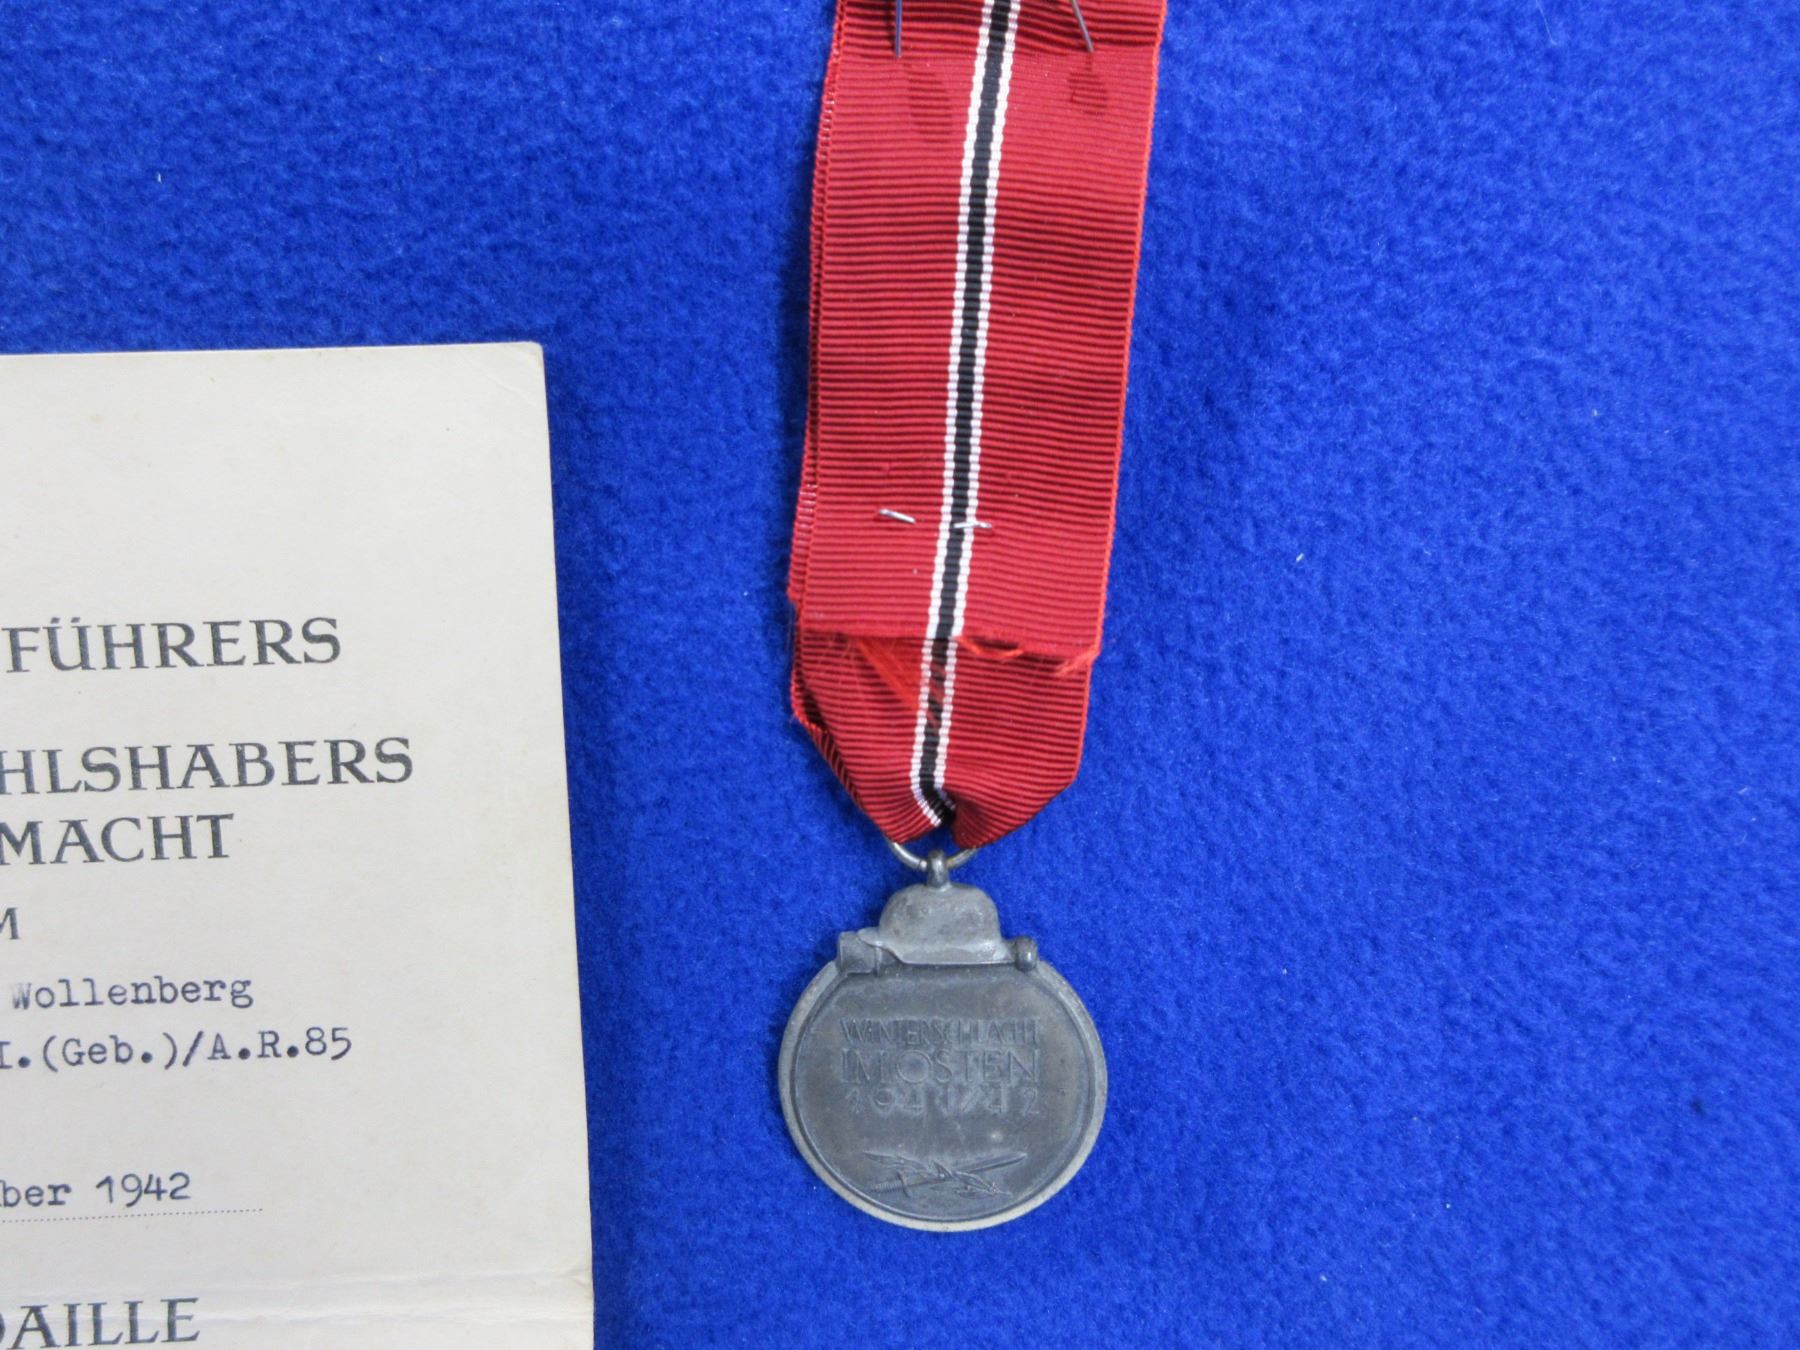 FÜHRERS
HLSHABERS
MACHT
M
Wollenberg
I.(Geb.)/A.R.85
ber 1942
DAILLE
WINTERSCHLACHT
IM OSTEN
1941/42